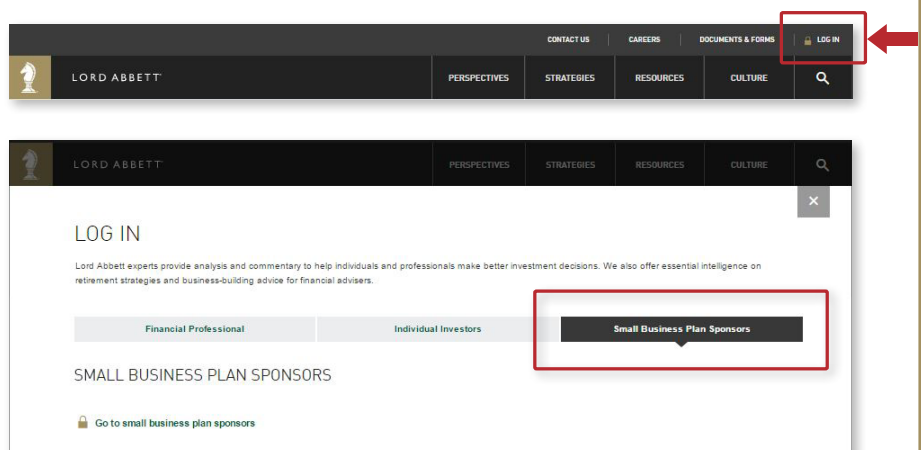 CONTACT US CAREERS DOCUMENTS & FORMS LOG IN
LORD ABBETT PERSPECTIVES STRATEGIES RESOURCES CULTURE
LORD ABBETT PERSPECTIVES STRATEGIES RESOURCES CULTURE
×
LOG IN
Lord Abbett experts provide analysis and commentary to help individuals and professionals make better investment decisions. We also offer essential intelligence on
retirement strategies and business-building advice for financial advisers.
Financial Professional Individual Investors Small Business Plan Sponsors
SMALL BUSINESS PLAN SPONSORS
Go to small business plan sponsors